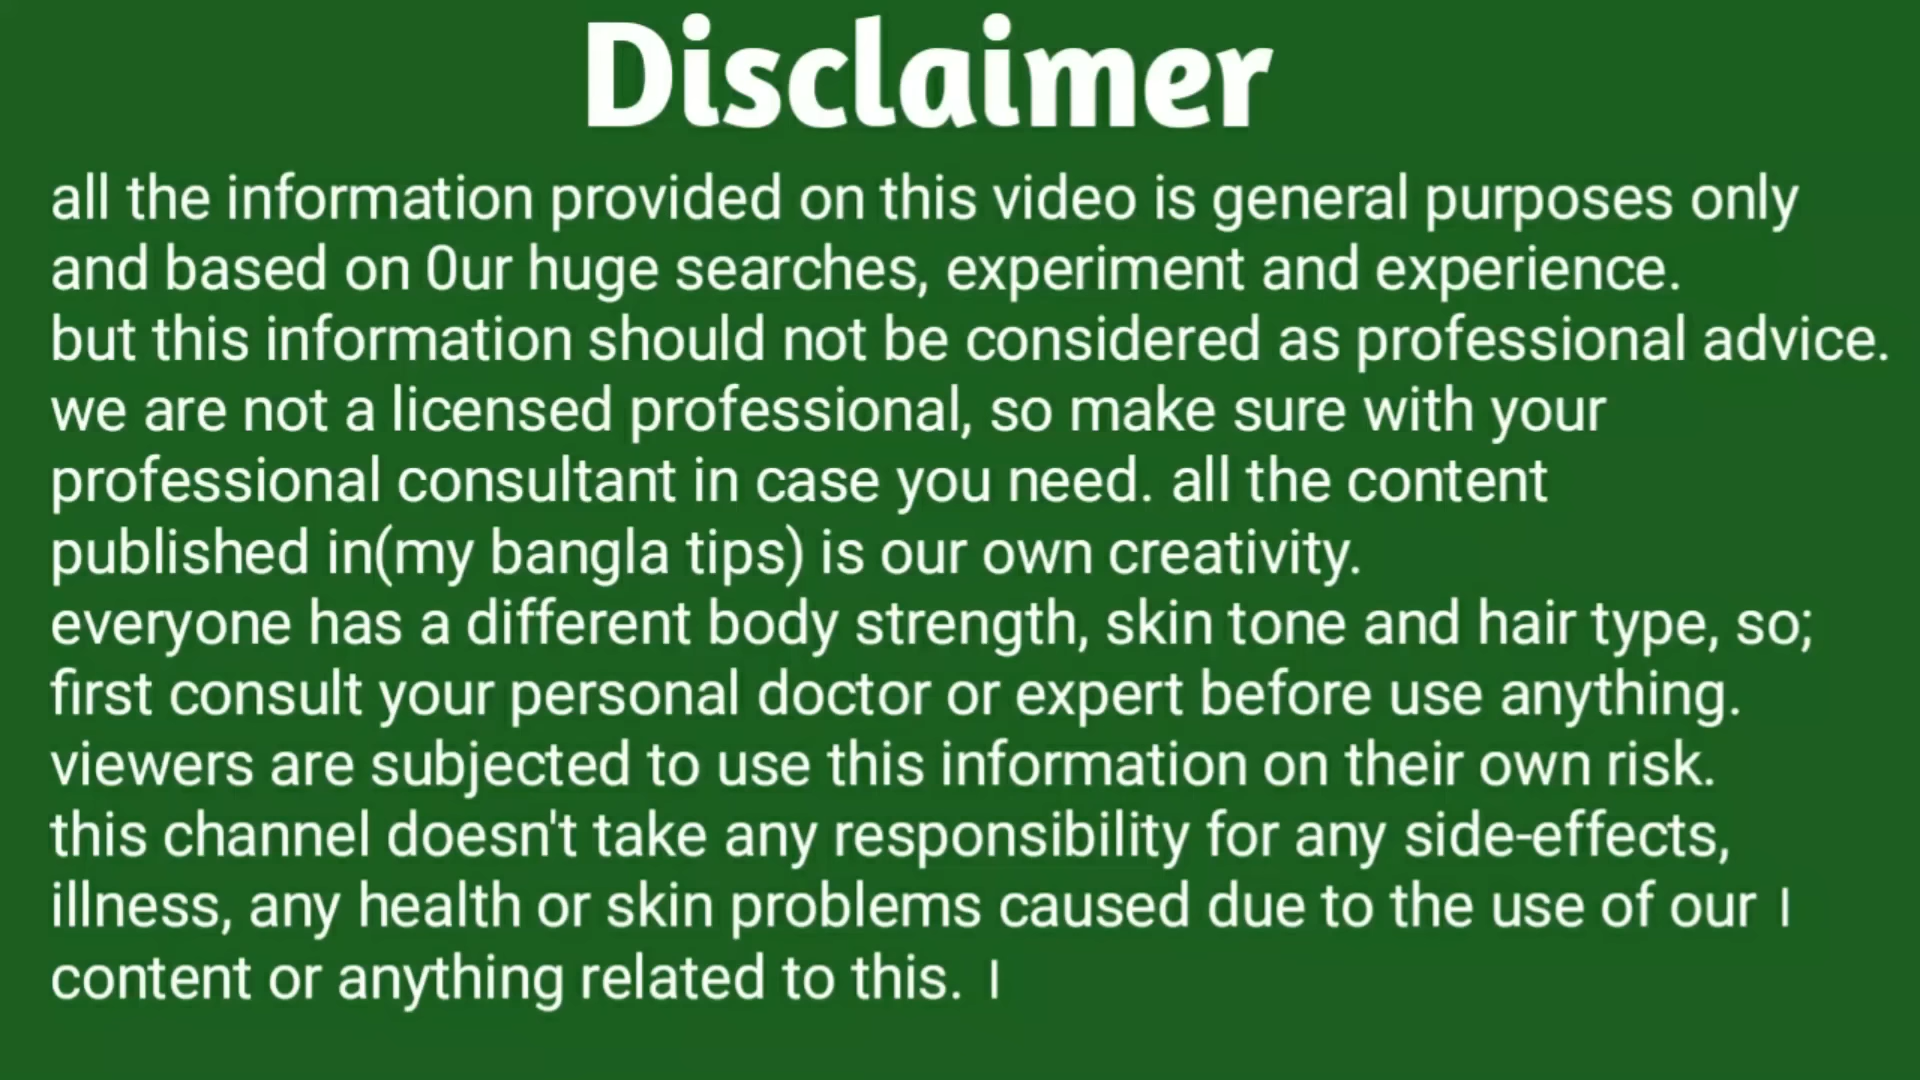 Disclaimer
all the information provided on this video is general purposes only
and based on 0ur huge searches, experiment and experience.
but this information should not be considered as professional advice.
we are not a licensed professional, so make sure with your
professional consultant in case you need. all the content
published in(my bangla tips) is our own creativity.
everyone has a different body strength, skin tone and hair type, so;
first consult your personal doctor or expert before use anything.
viewers are subjected to use this information on their own risk.
this channel doesn't take any responsibility for any side-effects,
illness, any health or skin problems caused due to the use of our ।
content or anything related to this. ।